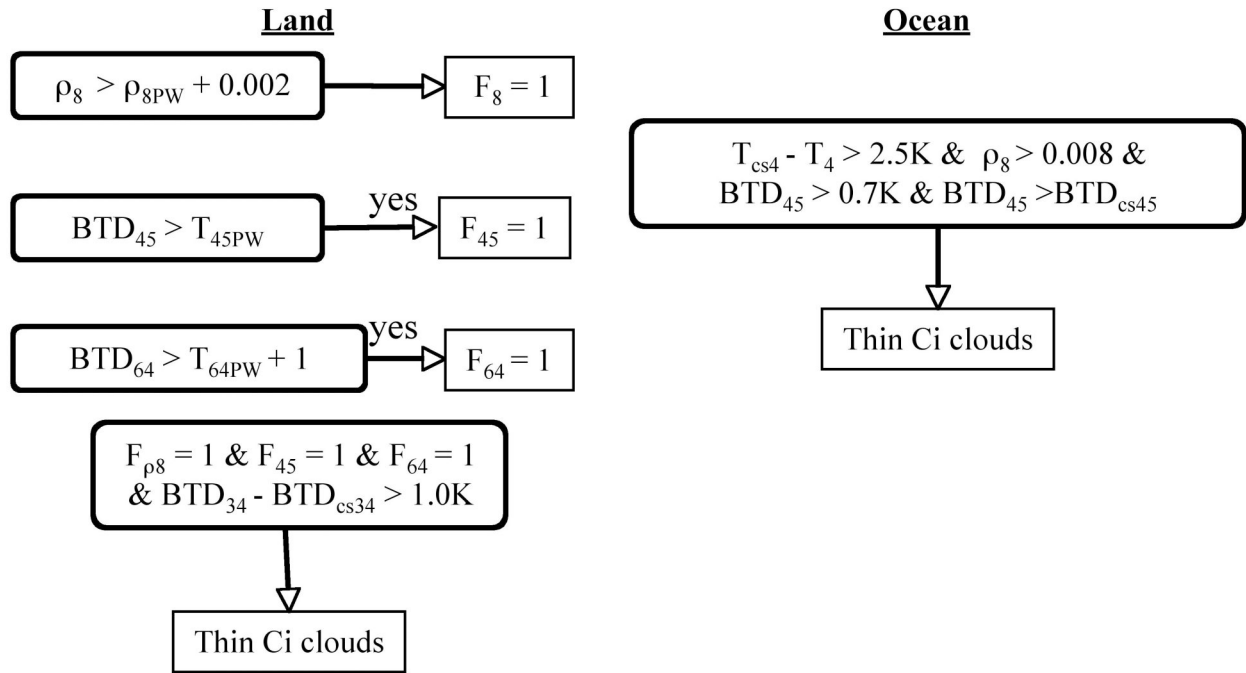 Land
ρ₈ > ρ₈PW + 0.002
F₈ = 1
yes
BTD₄₅ > T₄₅PW
F₄₅ = 1
yes
BTD₆₄ > T₆₄PW + 1
F₆₄ = 1
Fρ₈ = 1 & F₄₅ = 1 & F₆₄ = 1
& BTD₃₄ - BTDcs₃₄ > 1.0K
Thin Ci clouds
Ocean
Tcs₄ - T₄ > 2.5K & ρ₈ > 0.008 &
BTD₄₅ > 0.7K & BTD₄₅ >BTDcs₄₅
Thin Ci clouds